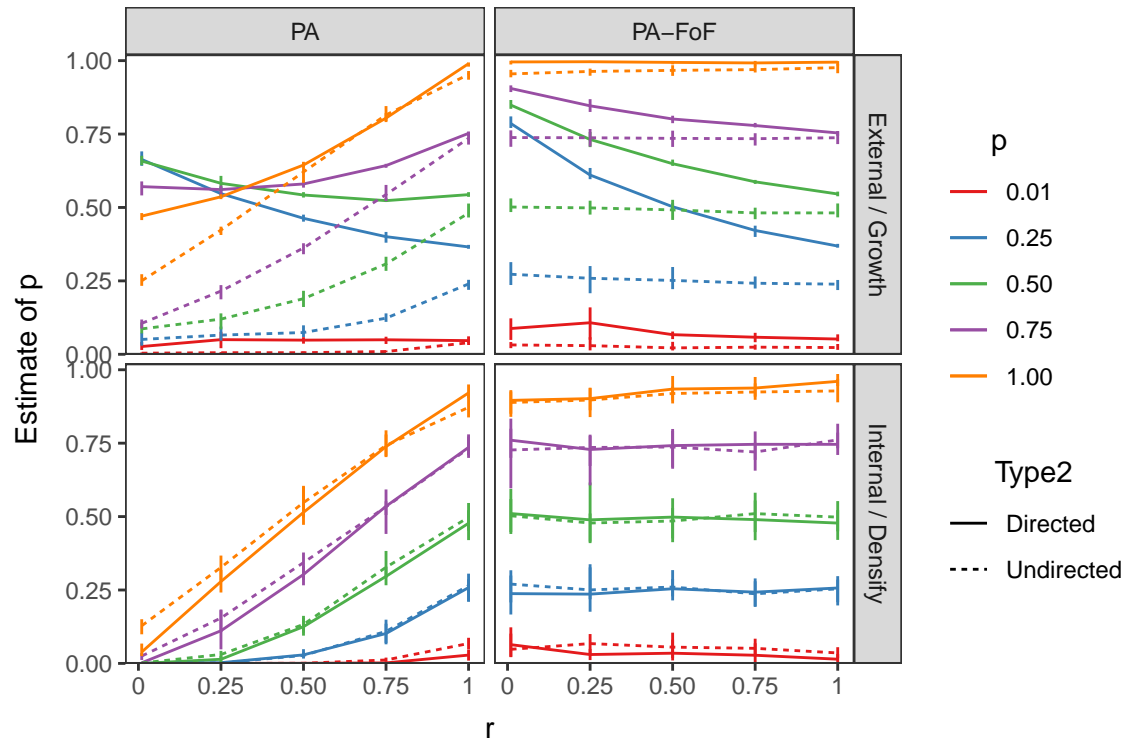 PA
PA−FoF
1.00
0.75
0.50
0.25
0.00
External / Growth
1.00
0.75
0.50
0.25
0.00
Internal / Densify
0
0.25
0.50
0.75
1
0
0.25
0.50
0.75
1
r
Estimate of p
p
0.01
0.25
0.50
0.75
1.00
Type2
Directed
Undirected